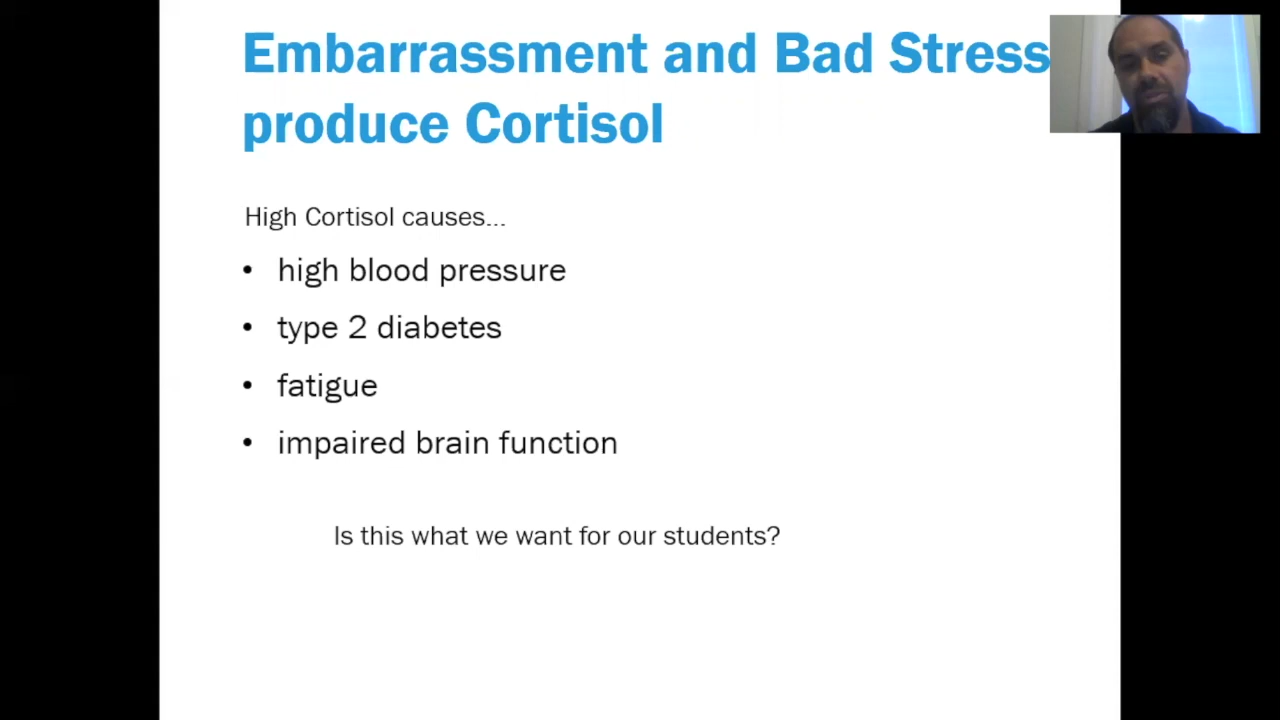 Embarrassment and Bad Stress
produce Cortisol
High Cortisol causes...
• high blood pressure
• type 2 diabetes
• fatigue
• impaired brain function
Is this what we want for our students?